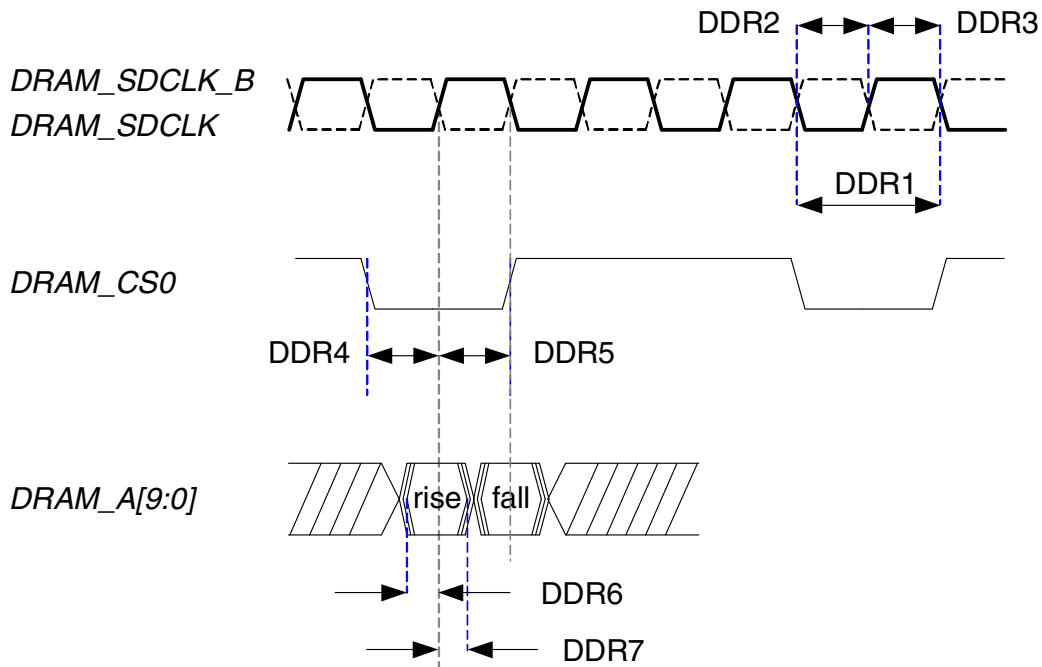 DDR2 DDR3
DRAM_SDCLK_B
DRAM_SDCLK
DDR1
DRAM_CS0
DDR4 DDR5
DRAM_A[9:0] rise fall
DDR6
DDR7